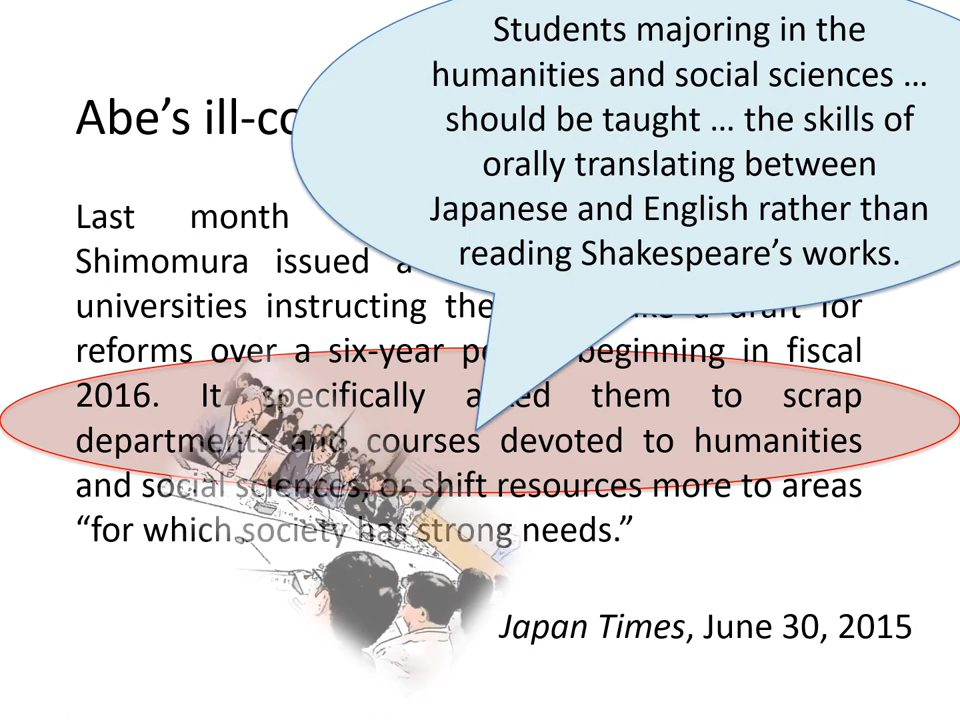 Students majoring in the
humanities and social sciences …
should be taught … the skills of
orally translating between
Japanese and English rather than
reading Shakespeare’s works.
Abe’s ill-co
Last month
Shimomura issued a
universities instructing the a draft for
reforms over a six-year beginning in fiscal
2016. It specifically asked them to scrap
departments and courses devoted to humanities
and social sciences, or shift resources more to areas
“for which society has strong needs.”
Japan Times, June 30, 2015